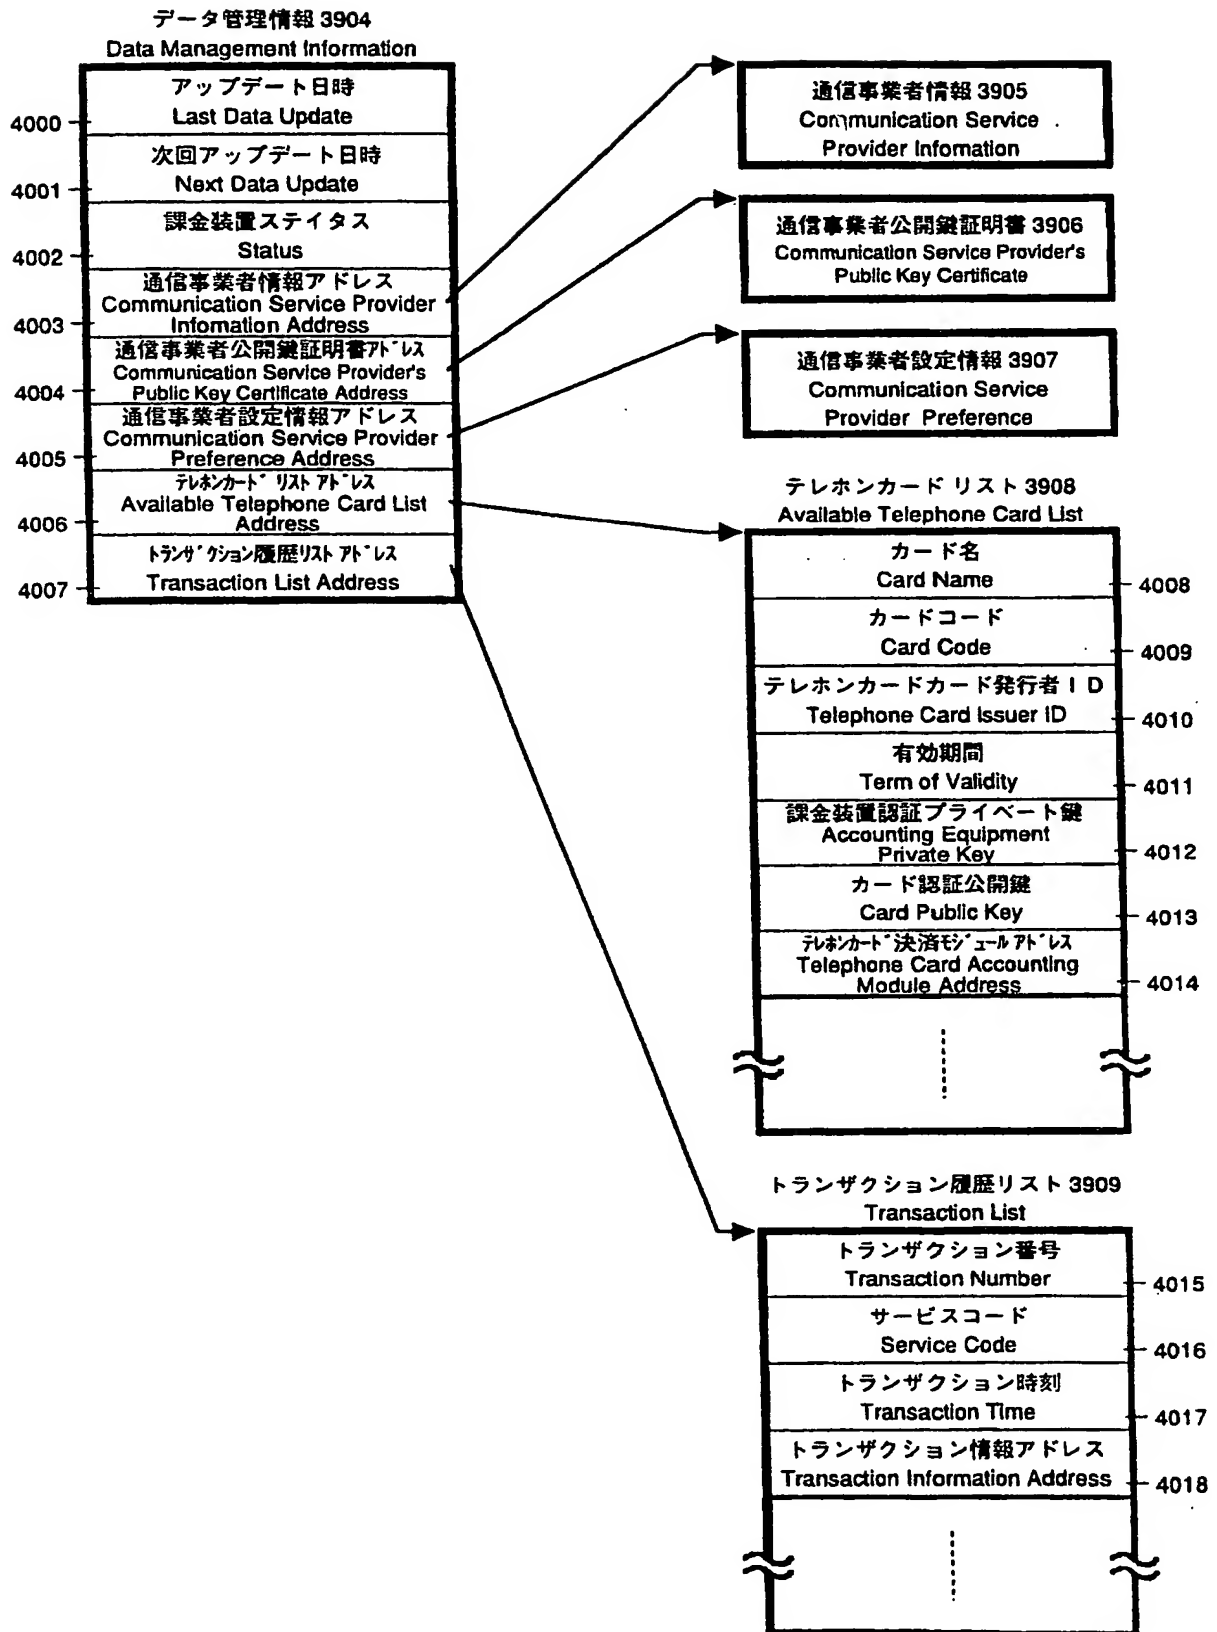 データ管理情報 3904
Data Management Information
アップデート日時
Last Data Update
4000
次回アップデート日時
Next Data Update
4001
課金装置ステイタス
Status
4002
通信事業者情報アドレス
Communication Service Provider
Infomation Address
4003
通信事業者公開鍵証明書アドレス
Communication Service Provider's
Public Key Certificate Address
4004
通信事業者設定情報アドレス
Communication Service Provider
Preference Address
4005
テレホンカード リスト アドレス
Available Telephone Card List
Address
4006
トランザクション履歴リスト アドレス
Transaction List Address
4007
通信事業者情報 3905
Communication Service
Provider Infomation
通信事業者公開鍵証明書 3906
Communication Service Provider's
Public Key Certificate
通信事業者設定情報 3907
Communication Service
Provider Preference
テレホンカード リスト 3908
Available Telephone Card List
カード名
Card Name
4008
カードコード
Card Code
4009
テレホンカードカード発行者ID
Telephone Card Issuer ID
4010
有効期間
Term of Validity
4011
課金装置認証プライベート鍵
Accounting Equipment
Private Key
4012
カード認証公開鍵
Card Public Key
4013
テレホンカード決済モジュール アドレス
Telephone Card Accounting
Module Address
4014
トランザクション履歴リスト 3909
Transaction List
トランザクション番号
Transaction Number
4015
サービスコード
Service Code
4016
トランザクション時刻
Transaction Time
4017
トランザクション情報アドレス
Transaction Information Address
4018